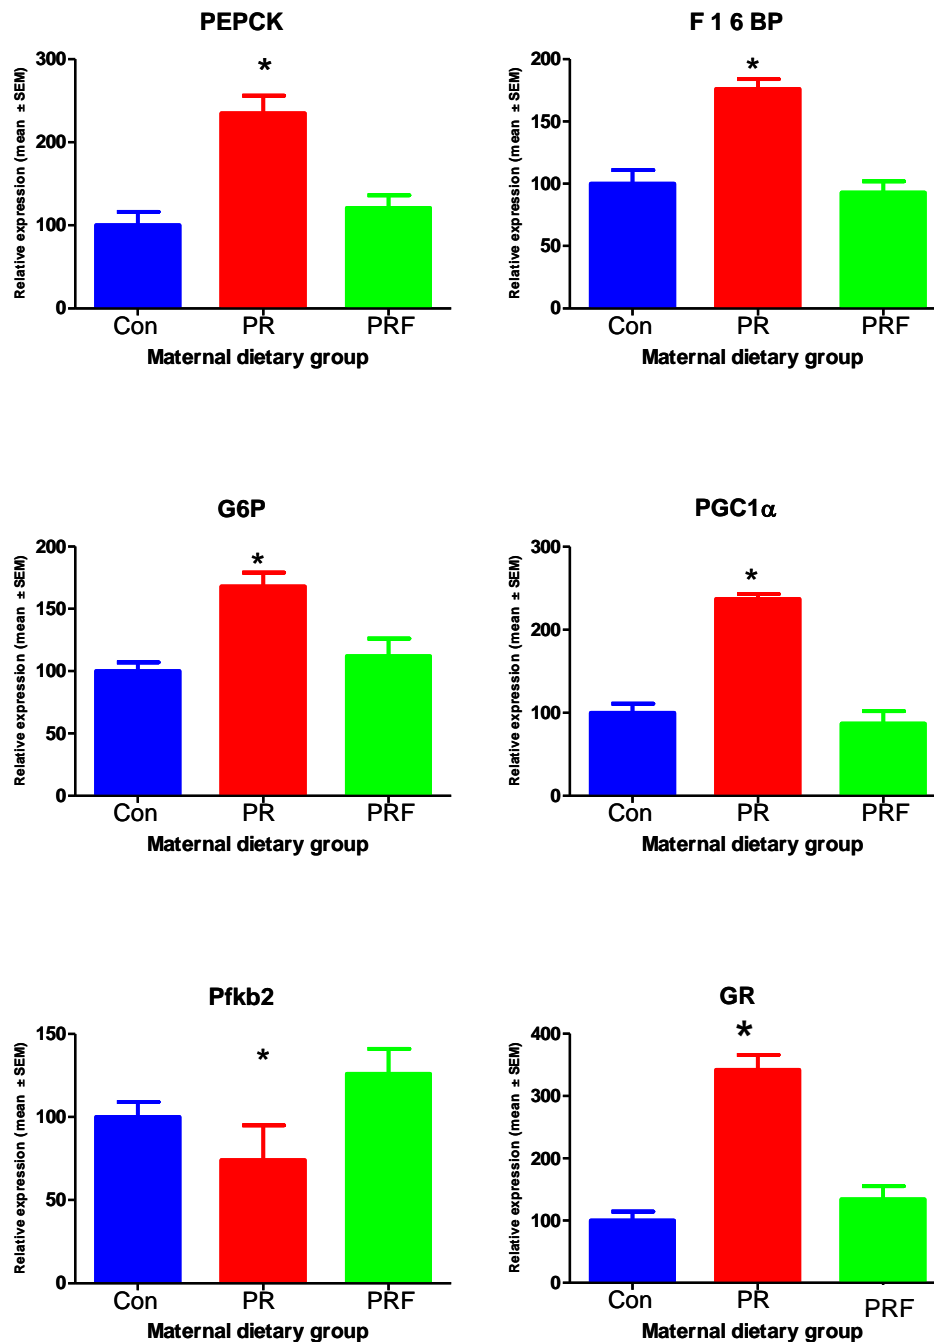 PEPCK
Relative expression (mean ± SEM)
300
200
100
0
*
Con PR PRF
Maternal dietary group
F 1 6 BP
Relative expression (mean ± SEM)
200
150
100
50
0
*
Con PR PRF
Maternal dietary group
G6P
Relative expression (mean ± SEM)
200
150
100
50
0
*
Con PR PRF
Maternal dietary group
PGC1α
Relative expression (mean ± SEM)
300
200
100
0
*
Con PR PRF
Maternal dietary group
Pfkb2
Relative expression (mean ± SEM)
150
100
50
0
*
Con PR PRF
Maternal dietary group
GR
Relative expression (mean ± SEM)
400
300
200
100
0
*
Con PR PRF
Maternal dietary group